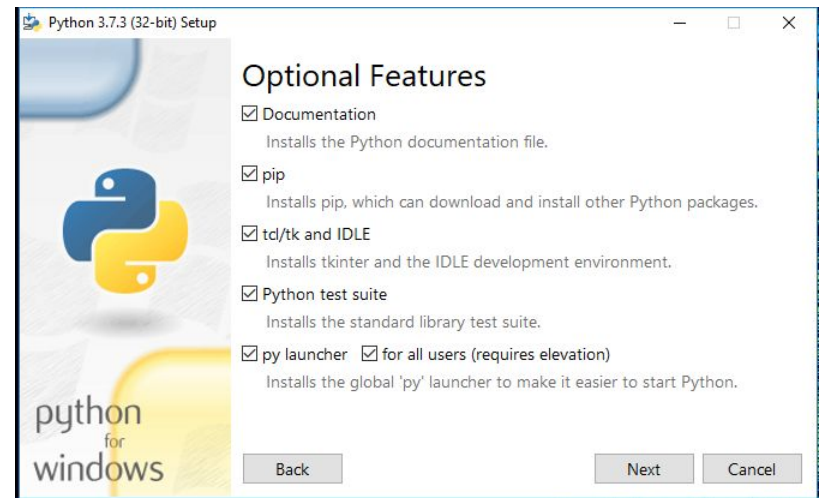 Python 3.7.3 (32-bit) Setup
Optional Features
Documentation
Installs the Python documentation file.
pip
Installs pip, which can download and install other Python packages.
tcl/tk and IDLE
Installs tkinter and the IDLE development environment.
Python test suite
Installs the standard library test suite.
py launcher for all users (requires elevation)
Installs the global 'py' launcher to make it easier to start Python.
python
for
windows
Back Next Cancel